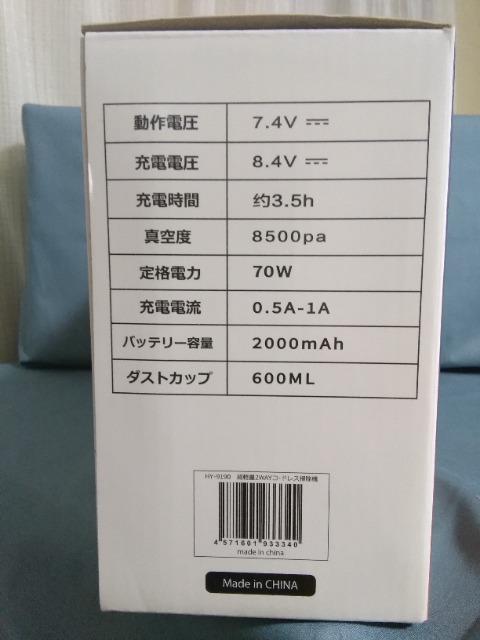 動作電圧 7.4V ⎓
充電電圧 8.4V ⎓
充電時間 约3.5h
真空度 8500pa
定格電力 70W
充電電流 0.5A-1A
バッテリー容量 2000mAh
ダストカップ 600ML
HY-9190 超軽量2WAYコードレス掃除機
4 571601 933340
made in china
Made in CHINA